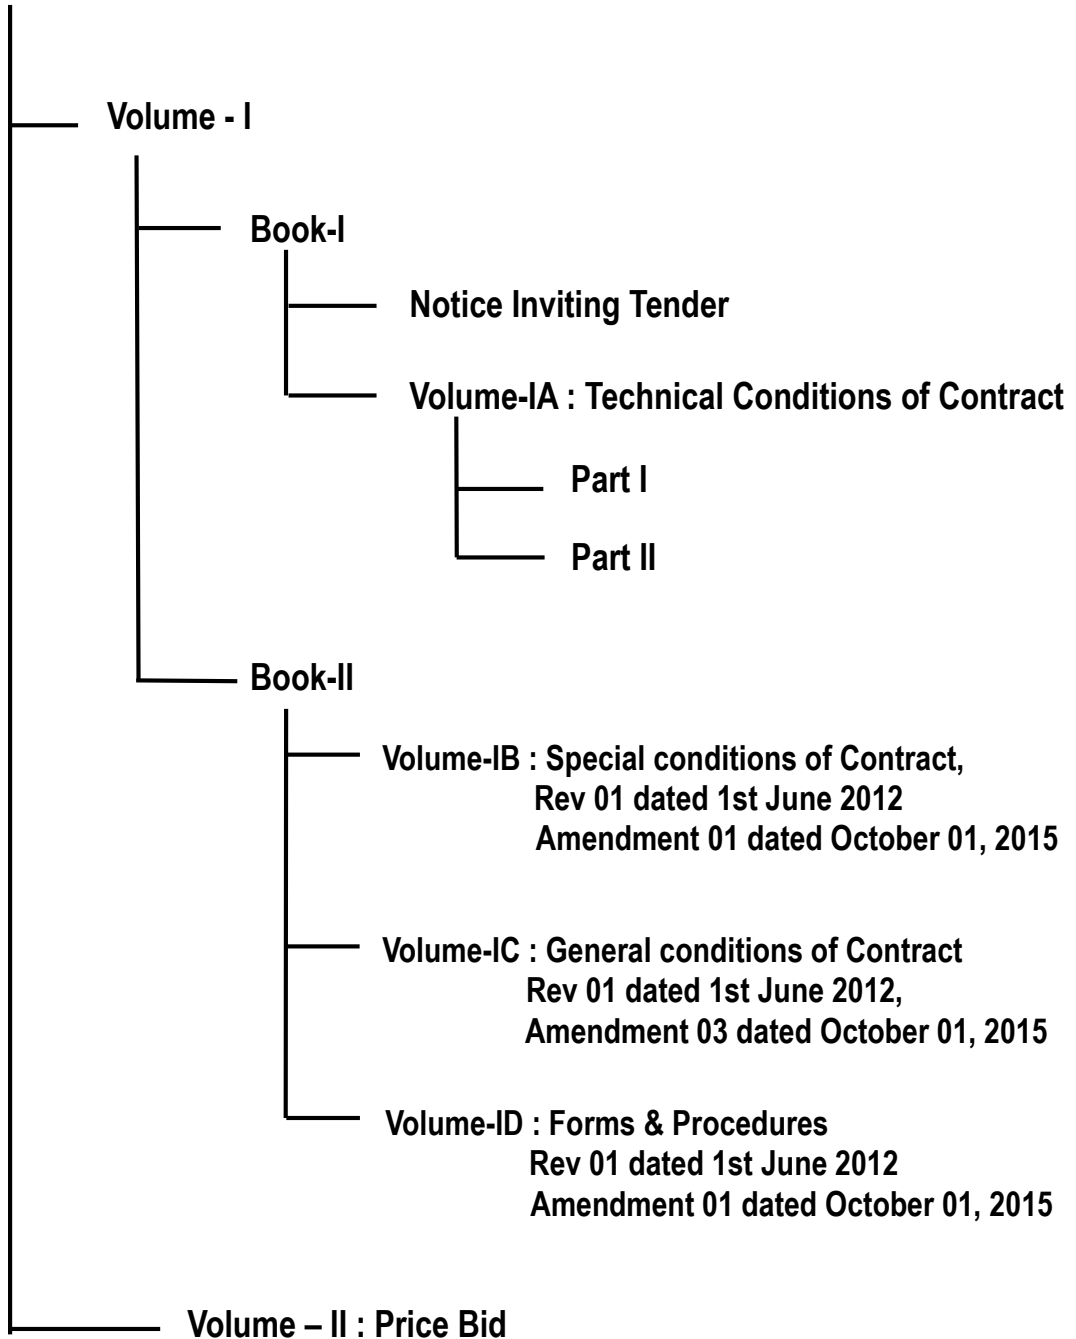 Volume - I
Book-I
Notice Inviting Tender
Volume-IA : Technical Conditions of Contract
Part I
Part II
Book-II
Volume-IB : Special conditions of Contract,
Rev 01 dated 1st June 2012
Amendment 01 dated October 01, 2015
Volume-IC : General conditions of Contract
Rev 01 dated 1st June 2012,
Amendment 03 dated October 01, 2015
Volume-ID : Forms & Procedures
Rev 01 dated 1st June 2012
Amendment 01 dated October 01, 2015
Volume – II : Price Bid